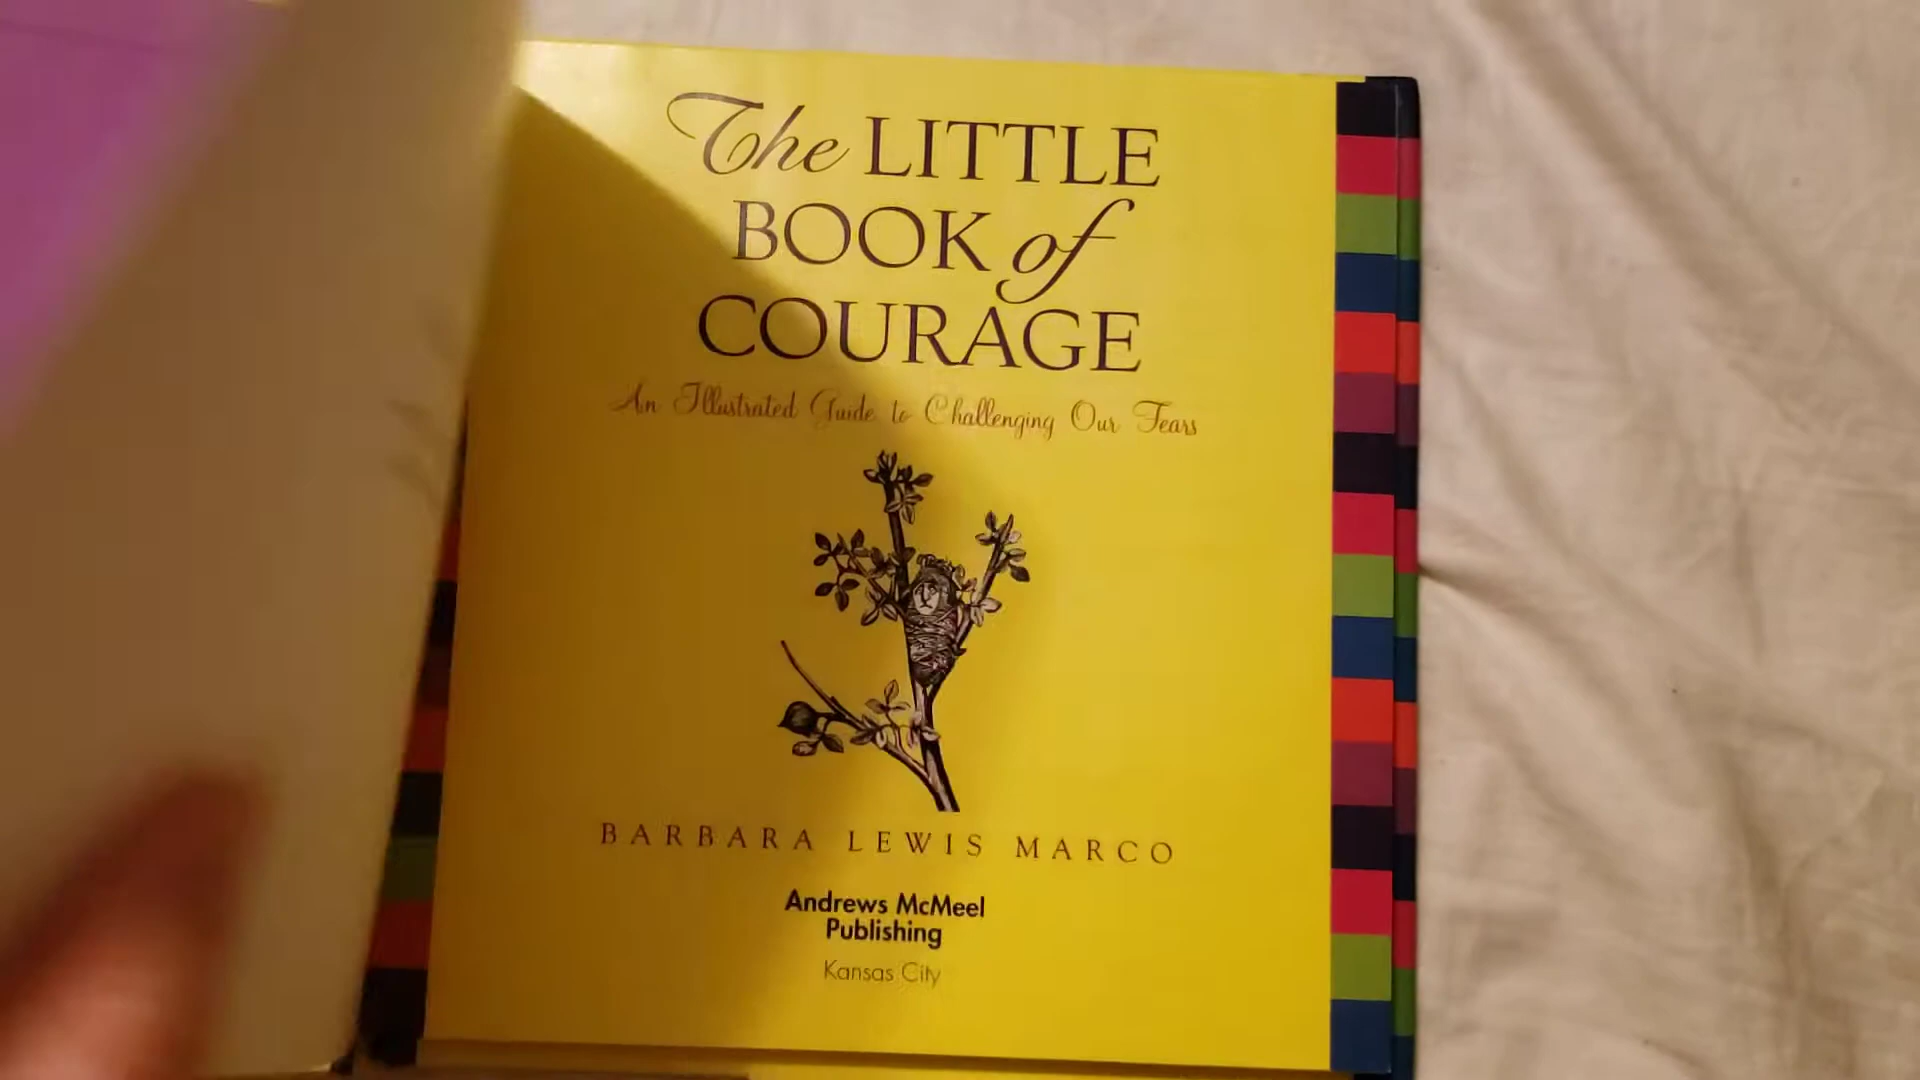 The LITTLE
BOOK of
COURAGE
An Illustrated Guide to Challenging Our Fears
BARBARA LEWIS MARCO
Andrews McMeel
Publishing
Kansas City